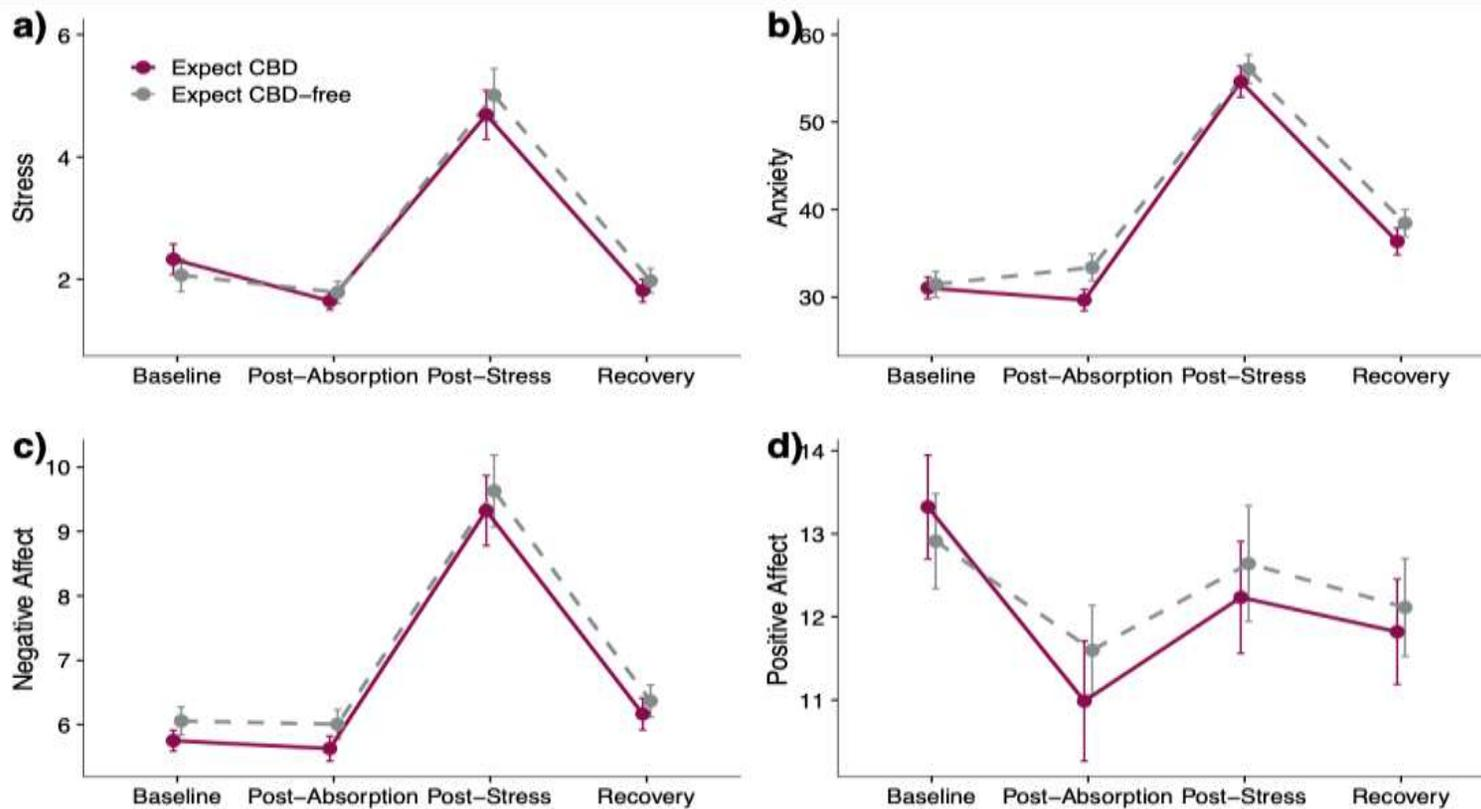 a)
6
4
2
Stress
Expect CBD
Expect CBD-free
Baseline Post-Absorption Post-Stress Recovery
b)
60
50
40
30
Anxiety
Baseline Post-Absorption Post-Stress Recovery
c)
10
9
8
7
6
Negative Affect
Baseline Post-Absorption Post-Stress Recovery
d)
14
13
12
11
Positive Affect
Baseline Post-Absorption Post-Stress Recovery